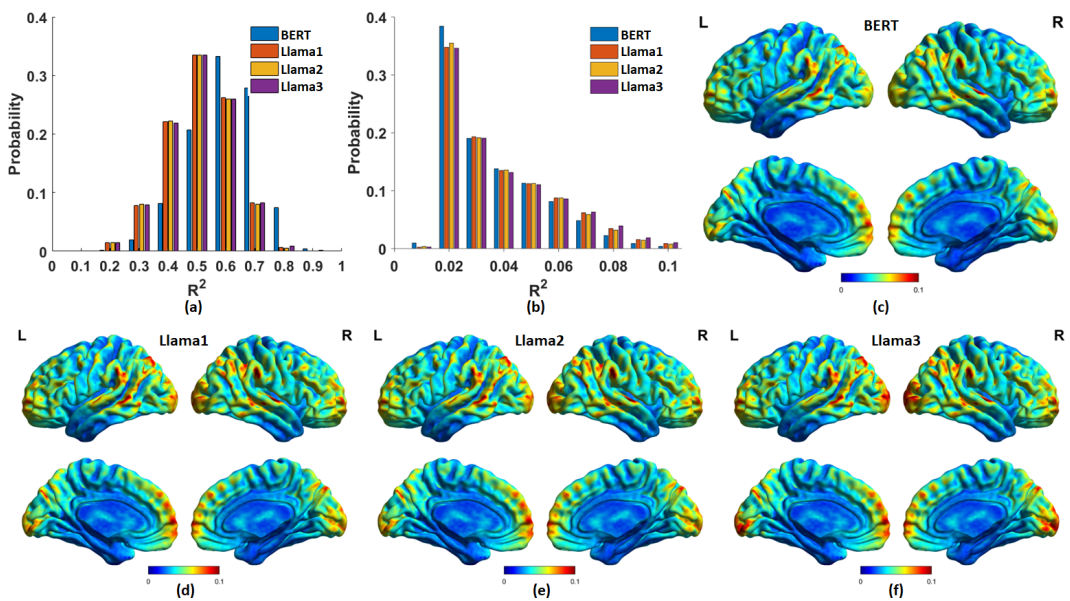 0.4
0.3
0.2
0.1
0
Probability
BERT
Llama1
Llama2
Llama3
0 0.1 0.2 0.3 0.4 0.5 0.6 0.7 0.8 0.9 1
R²
(a)
0.4
0.3
0.2
0.1
0
Probability
BERT
Llama1
Llama2
Llama3
0 0.02 0.04 0.06 0.08 0.1
R²
(b)
L BERT R
0 0.1
(c)
L Llama1 R
0 0.1
(d)
L Llama2 R
0 0.1
(e)
L Llama3 R
0 0.1
(f)